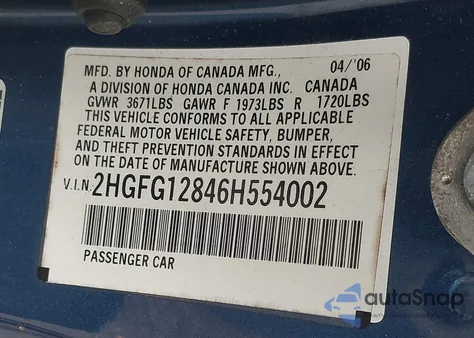 MFD. BY HONDA OF CANADA MFG., 04/'06
A DIVISION OF HONDA CANADA INC. CANADA
GVWR 3671LBS GAWR F 1973LBS R 1720LBS
THIS VEHICLE CONFORMS TO ALL APPLICABLE
FEDERAL MOTOR VEHICLE SAFETY, BUMPER,
AND THEFT PREVENTION STANDARDS IN EFFECT
ON THE DATE OF MANUFACTURE SHOWN ABOVE.
V.I.N. 2HGFG12846H554002
PASSENGER CAR
autoSnap